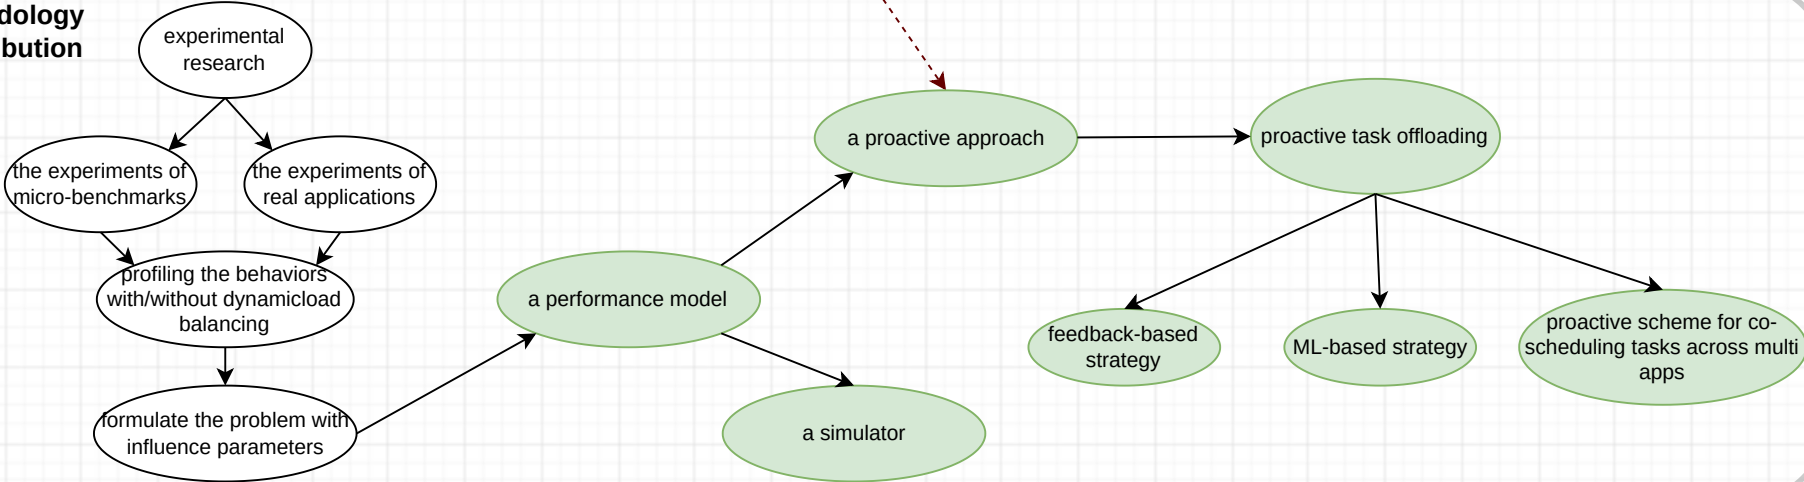 dology
bution
experimental
research
the experiments of
micro-benchmarks
the experiments of
real applications
profiling the behaviors
with/without dynamicload
balancing
formulate the problem with
influence parameters
a performance model
a simulator
a proactive approach
proactive task offloading
feedback-based
strategy
ML-based strategy
proactive scheme for co-
scheduling tasks across multi
apps